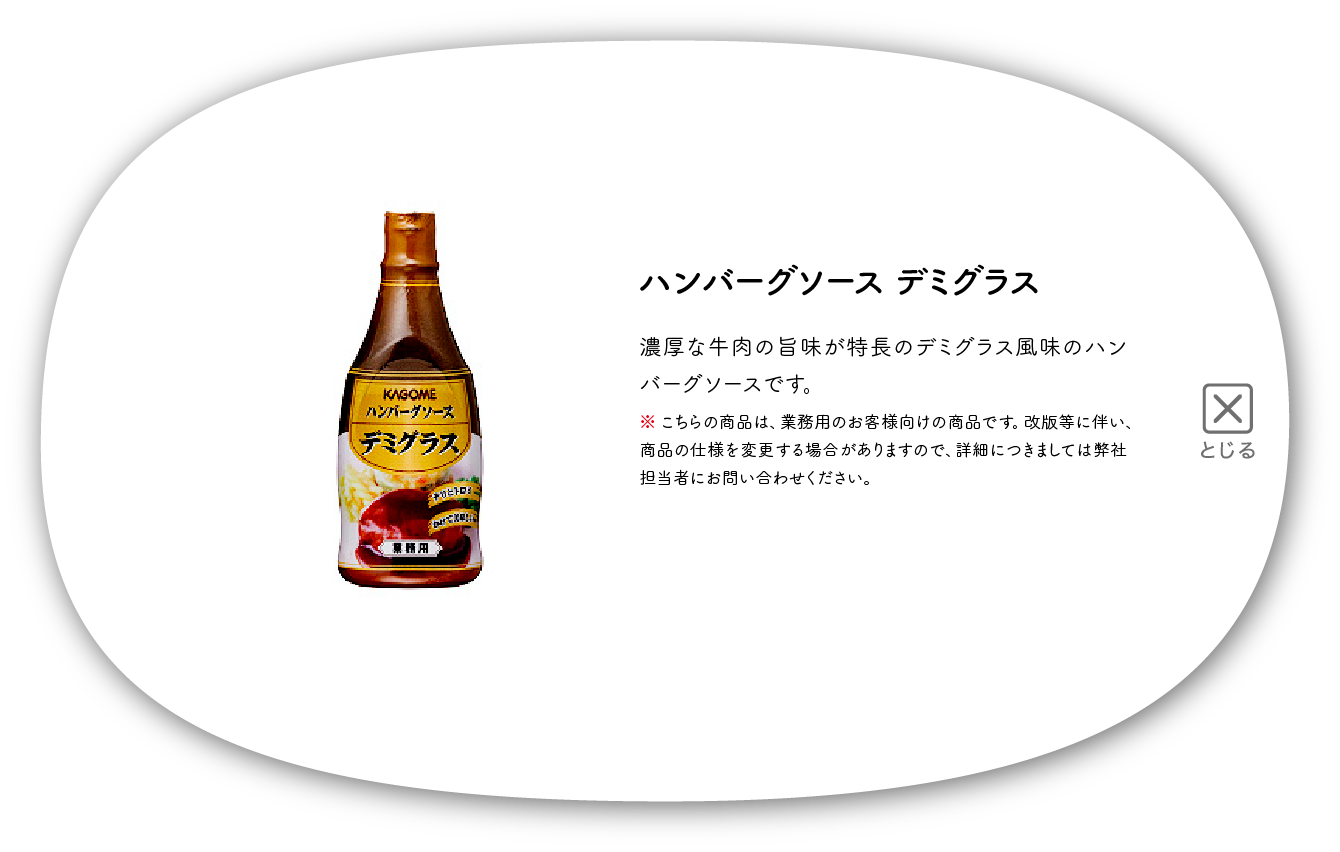 KAGOME
ハンバーグソース
デミグラス
業務用
ハンバーグソース デミグラス
濃厚な牛肉の旨味が特長のデミグラス風味のハン
バーグソースです。
※ こちらの商品は、業務用のお客様向けの商品です。改版等に伴い、
商品の仕様を変更する場合がありますので、詳細につきましては弊社
担当者にお問い合わせください。
とじる